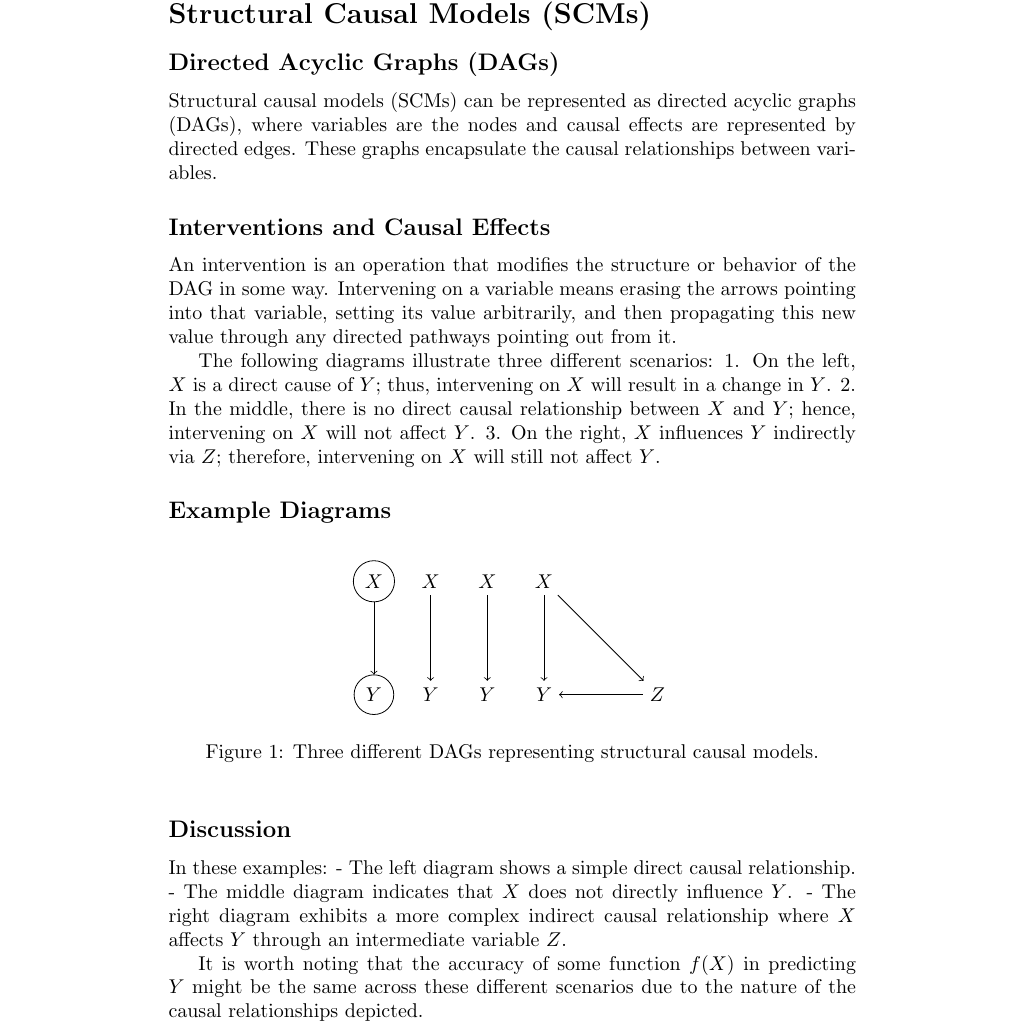 Structural Causal Models (SCMs)
Directed Acyclic Graphs (DAGs)
Structural causal models (SCMs) can be represented as directed acyclic graphs
(DAGs), where variables are the nodes and causal effects are represented by
directed edges. These graphs encapsulate the causal relationships between vari-
ables.
Interventions and Causal Effects
An intervention is an operation that modifies the structure or behavior of the
DAG in some way. Intervening on a variable means erasing the arrows pointing
into that variable, setting its value arbitrarily, and then propagating this new
value through any directed pathways pointing out from it.
The following diagrams illustrate three different scenarios: 1. On the left,
X is a direct cause of Y; thus, intervening on X will result in a change in Y. 2.
In the middle, there is no direct causal relationship between X and Y; hence,
intervening on X will not affect Y. 3. On the right, X influences Y indirectly
via Z; therefore, intervening on X will still not affect Y.
Example Diagrams
X X X X
Y Y Y Y Z
Figure 1: Three different DAGs representing structural causal models.
Discussion
In these examples: - The left diagram shows a simple direct causal relationship.
- The middle diagram indicates that X does not directly influence Y. - The
right diagram exhibits a more complex indirect causal relationship where X
affects Y through an intermediate variable Z.
It is worth noting that the accuracy of some function f(X) in predicting
Y might be the same across these different scenarios due to the nature of the
causal relationships depicted.